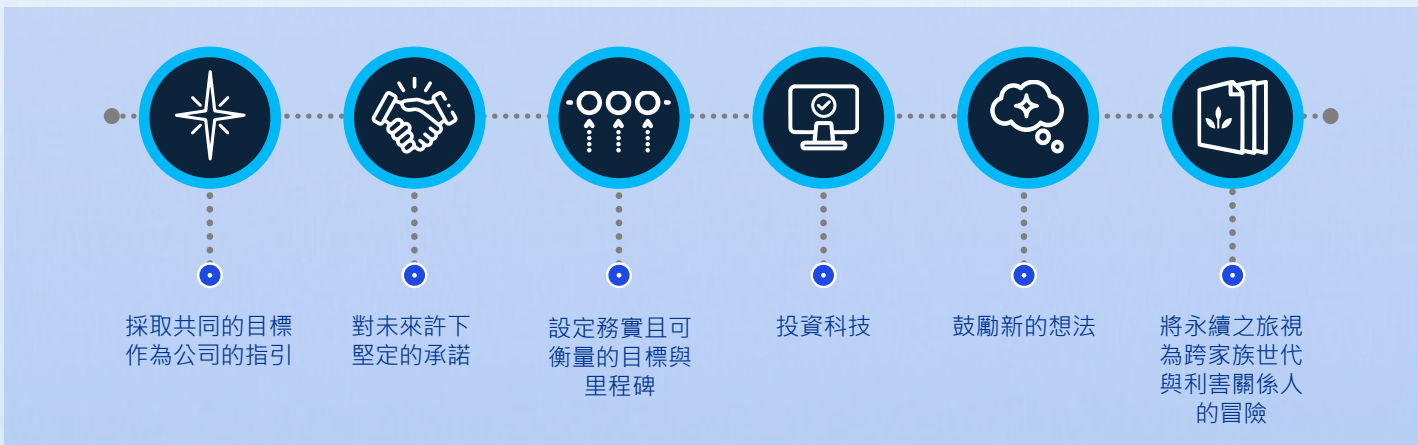 採取共同的目標
作為公司的指引
對未來許下
堅定的承諾
設定務實且可
衡量的目標與
里程碑
投資科技
鼓勵新的想法
將永續之旅視
為跨家族世代
與利害關係人
的冒險